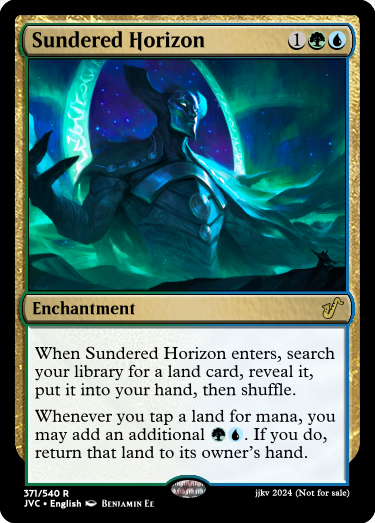 Sundered Horizon 1
Enchantment
When Sundered Horizon enters, search
your library for a land card, reveal it,
put it into your hand, then shuffle.
Whenever you tap a land for mana, you
may add an additional . If you do,
return that land to its owner's hand.
371/540 R
JVC • English Benjamin Ee
jjkv 2024 (Not for sale)